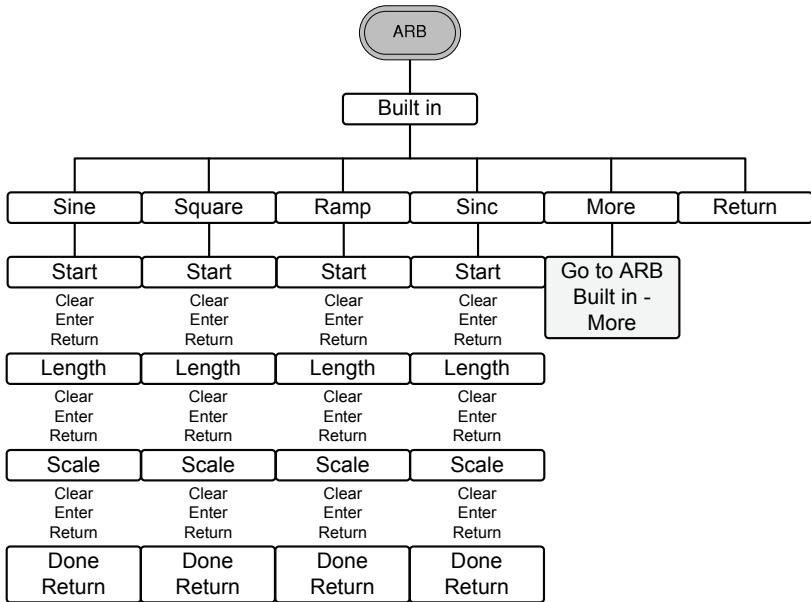 ARB
Built in
Sine Square Ramp Sinc More Return
Start Start Start Start Go to ARB
Built in -
More
Clear Clear Clear Clear
Enter Enter Enter Enter
Return Return Return Return
Length Length Length Length
Clear Clear Clear Clear
Enter Enter Enter Enter
Return Return Return Return
Scale Scale Scale Scale
Clear Clear Clear Clear
Enter Enter Enter Enter
Return Return Return Return
Done Done Done Done
Return Return Return Return